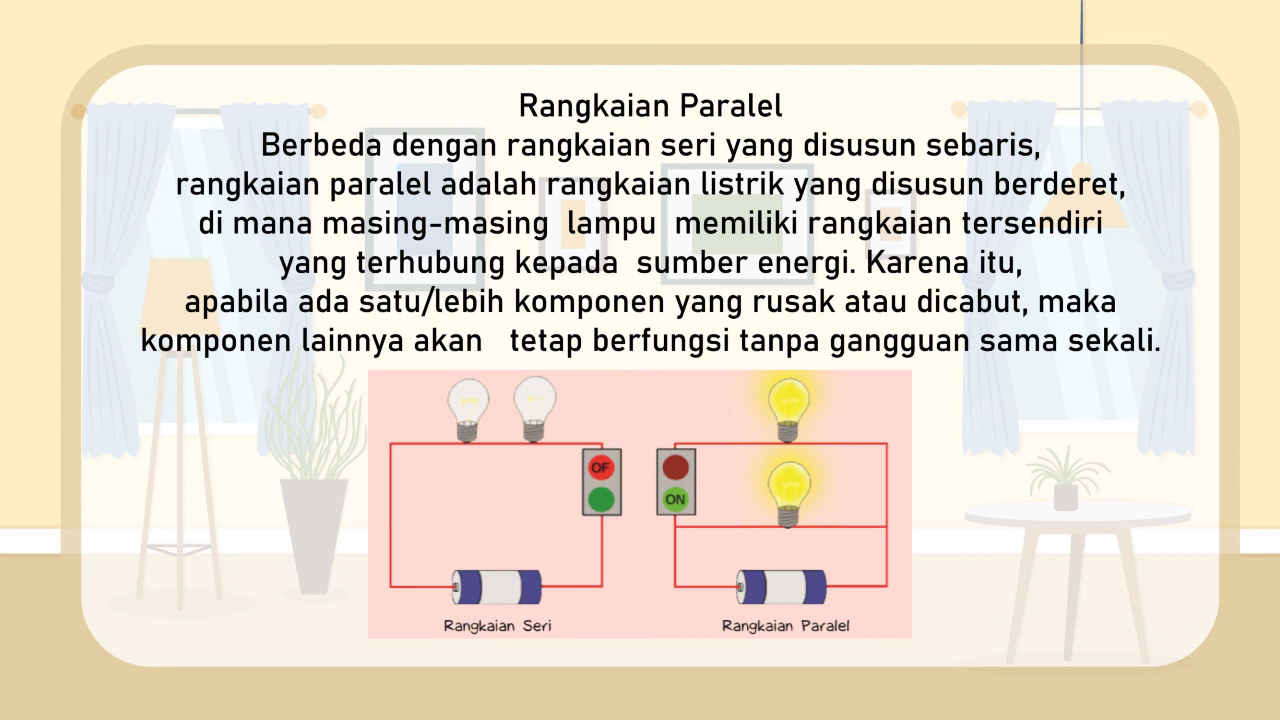 Rangkaian Paralel
Berbeda dengan rangkaian seri yang disusun sebaris,
rangkaian paralel adalah rangkaian listrik yang disusun berderet,
di mana masing-masing lampu memiliki rangkaian tersendiri
yang terhubung kepada sumber energi. Karena itu,
apabila ada satu/lebih komponen yang rusak atau dicabut, maka
komponen lainnya akan tetap berfungsi tanpa gangguan sama sekali.
OF
ON
Rangkaian Seri
Rangkaian Paralel